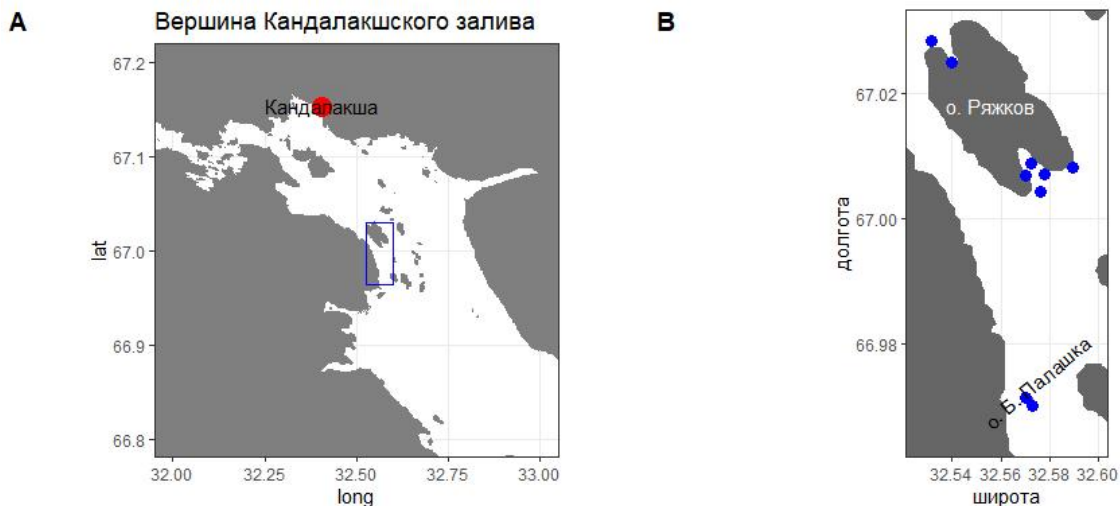 A
Вершина Кандалакшского залива
67.2
67.1
67.0
66.9
66.8
lat
Кандалакша
32.00 32.25 32.50 32.75 33.00
long
B
67.02
67.00
66.98
долгота
о. Ряжков
о. Б. Палашка
32.54 32.56 32.58 32.60
широта